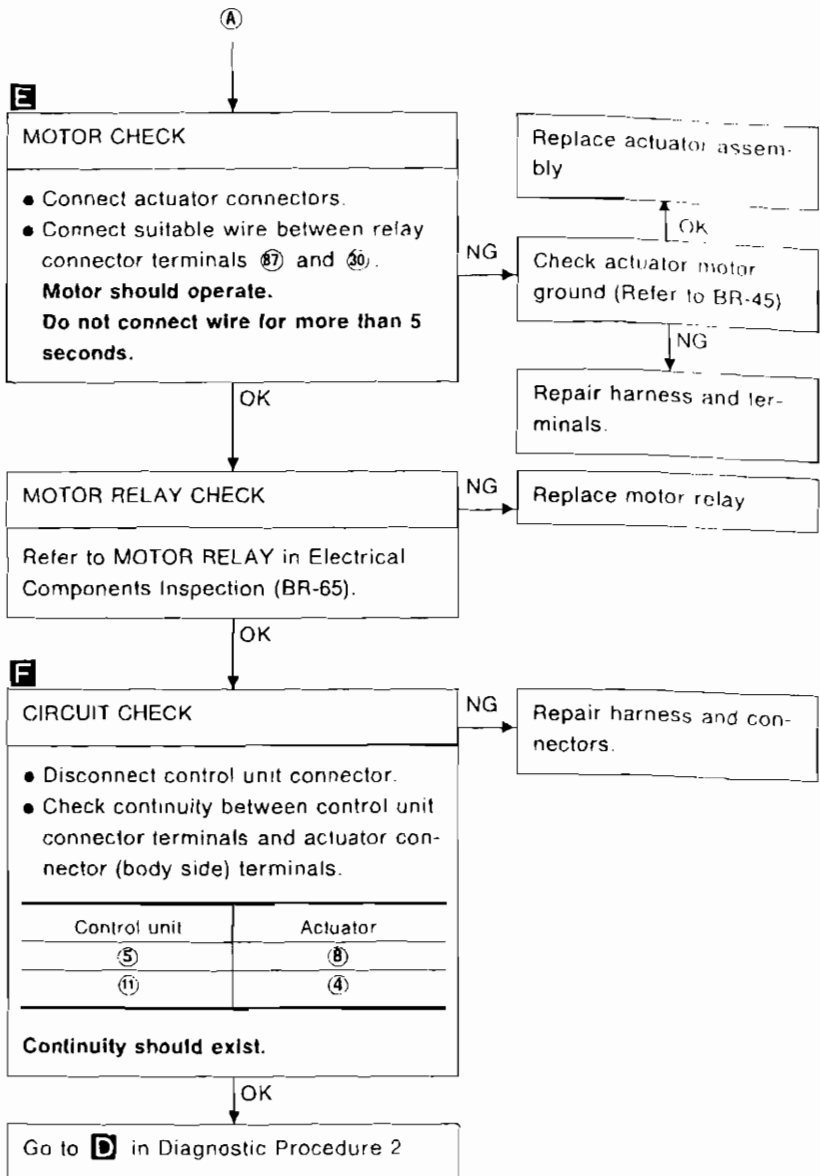 Ⓐ
E
MOTOR CHECK
● Connect actuator connectors.
● Connect suitable wire between relay
connector terminals ⑧⑦ and ㉚.
Motor should operate.
Do not connect wire for more than 5
seconds.
NG
Replace actuator assem-
bly
OK
Check actuator motor
ground (Refer to BR-45)
NG
Repair harness and ter-
minals.
OK
MOTOR RELAY CHECK
NG
Replace motor relay
Refer to MOTOR RELAY in Electrical
Components Inspection (BR-65).
OK
F
CIRCUIT CHECK
NG
Repair harness and con-
nectors.
● Disconnect control unit connector.
● Check continuity between control unit
connector terminals and actuator con-
nector (body side) terminals.
Control unit Actuator
⑤ ⑧
⑪ ④
Continuity should exist.
OK
Go to D in Diagnostic Procedure 2